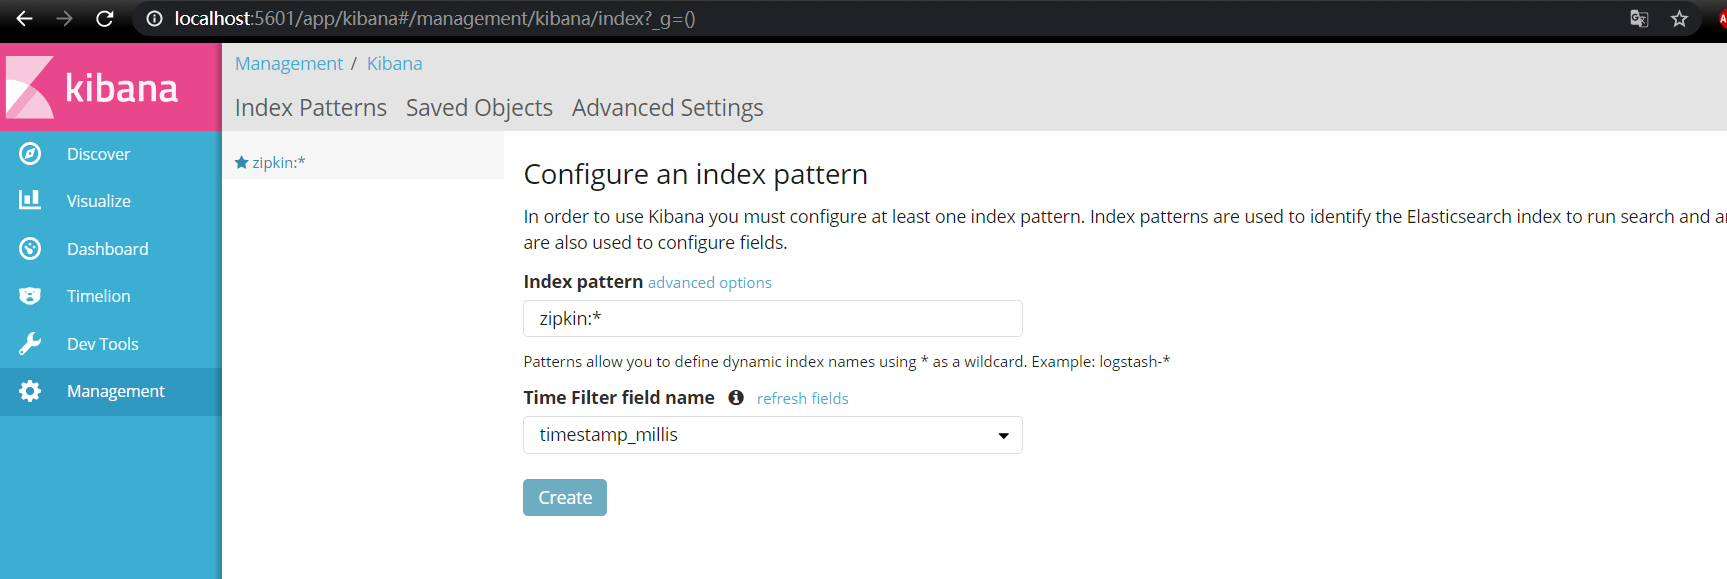 localhost:5601/app/kibana#/management/kibana/index?_g=()
kibana
Discover
Visualize
Dashboard
Timelion
Dev Tools
Management
Management / Kibana
Index Patterns Saved Objects Advanced Settings
zipkin:*
Configure an index pattern
In order to use Kibana you must configure at least one index pattern. Index patterns are used to identify the Elasticsearch index to run search and
are also used to configure fields.
Index pattern advanced options
zipkin:*
Patterns allow you to define dynamic index names using * as a wildcard. Example: logstash-*
Time Filter field name refresh fields
timestamp_millis
Create